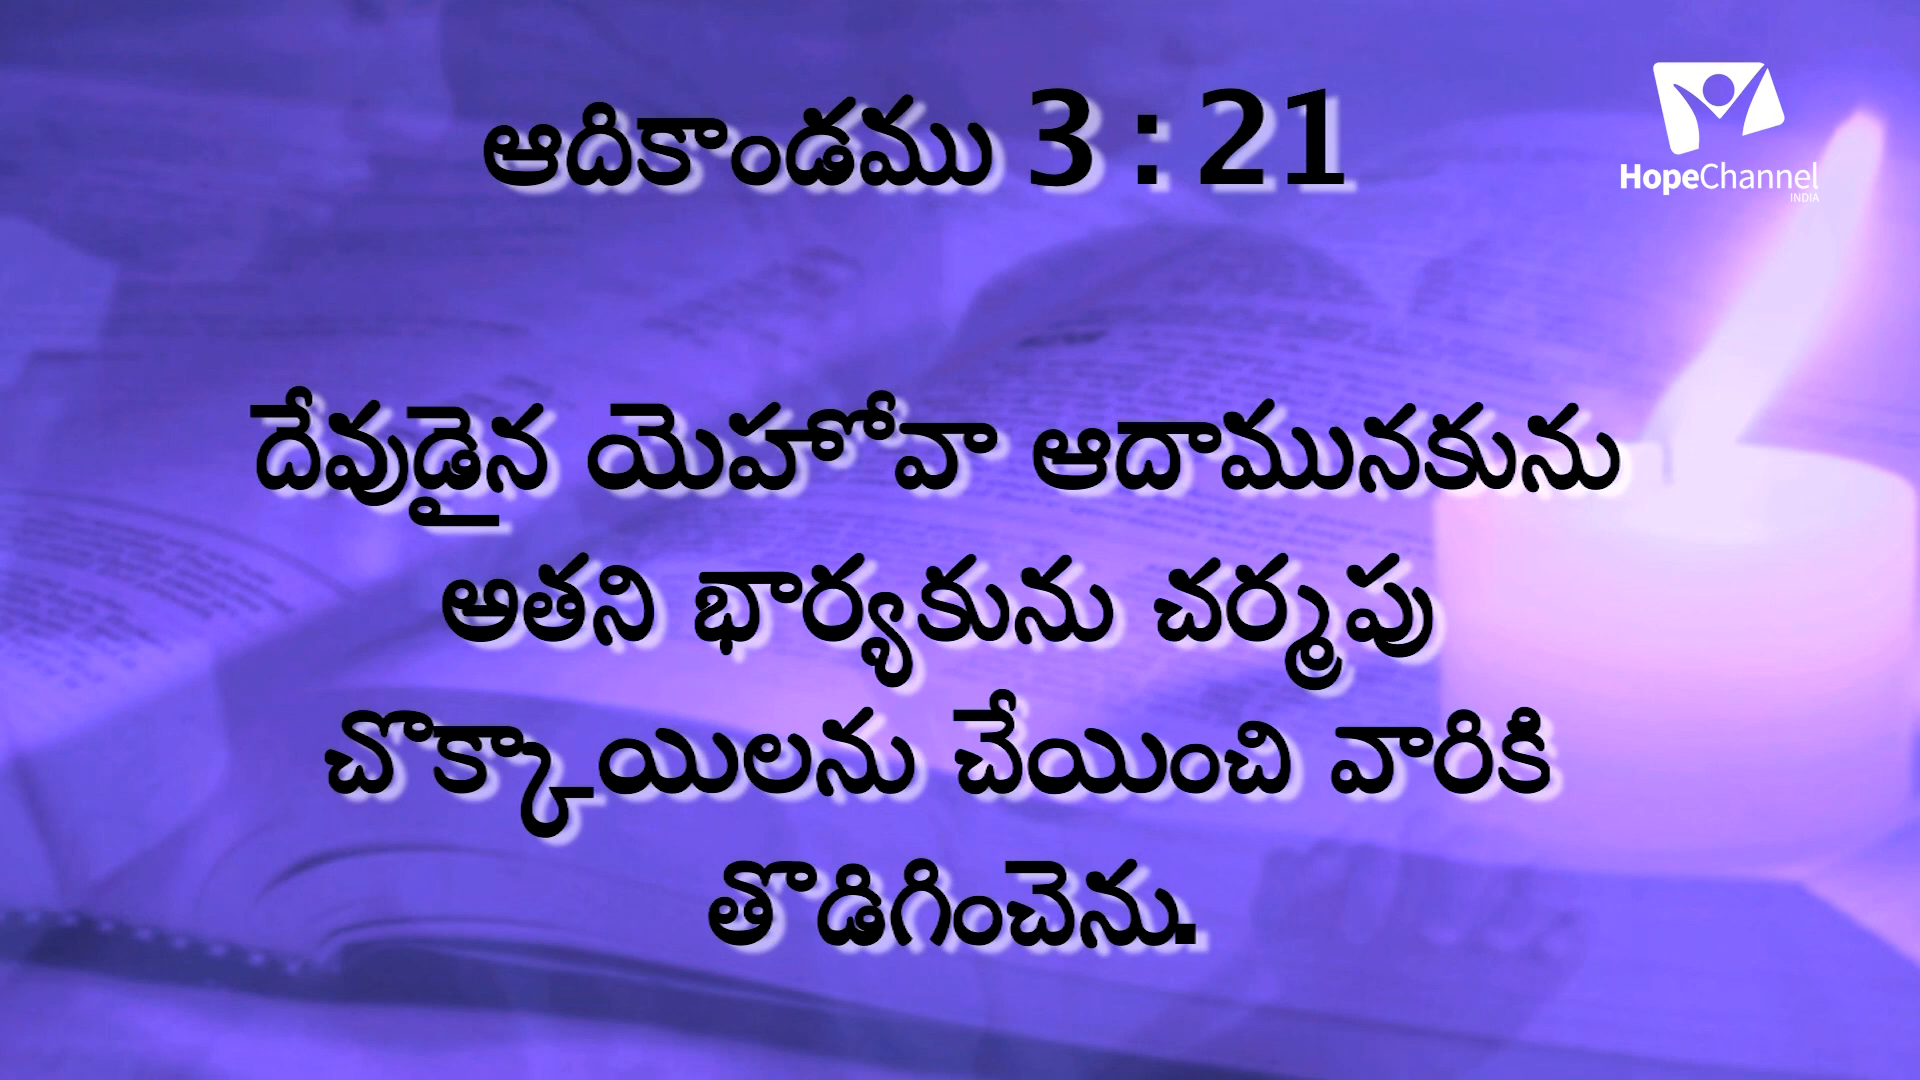 ఆదికాండము 3 : 21
HopeChannel
INDIA
దేవుడైన యెహోవా ఆదామునకును
అతని భార్యకును చర్మపు
చొక్కాయిలను చేయించి వారికి
తొడిగించెను.